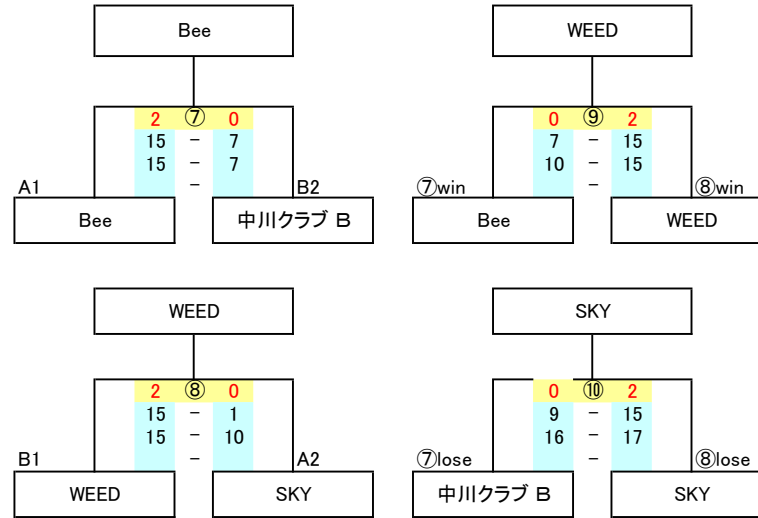 Bee
2 ⑦ 0
15 - 7
15 - 7
-
A1 B2
Bee 中川クラブ B
WEED
0 ⑨ 2
7 - 15
10 - 15
-
⑦win ⑧win
Bee WEED
WEED
2 ⑧ 0
15 - 1
15 - 10
-
B1 A2
WEED SKY
SKY
0 ⑩ 2
9 - 15
16 - 17
-
⑦lose ⑧lose
中川クラブ B SKY